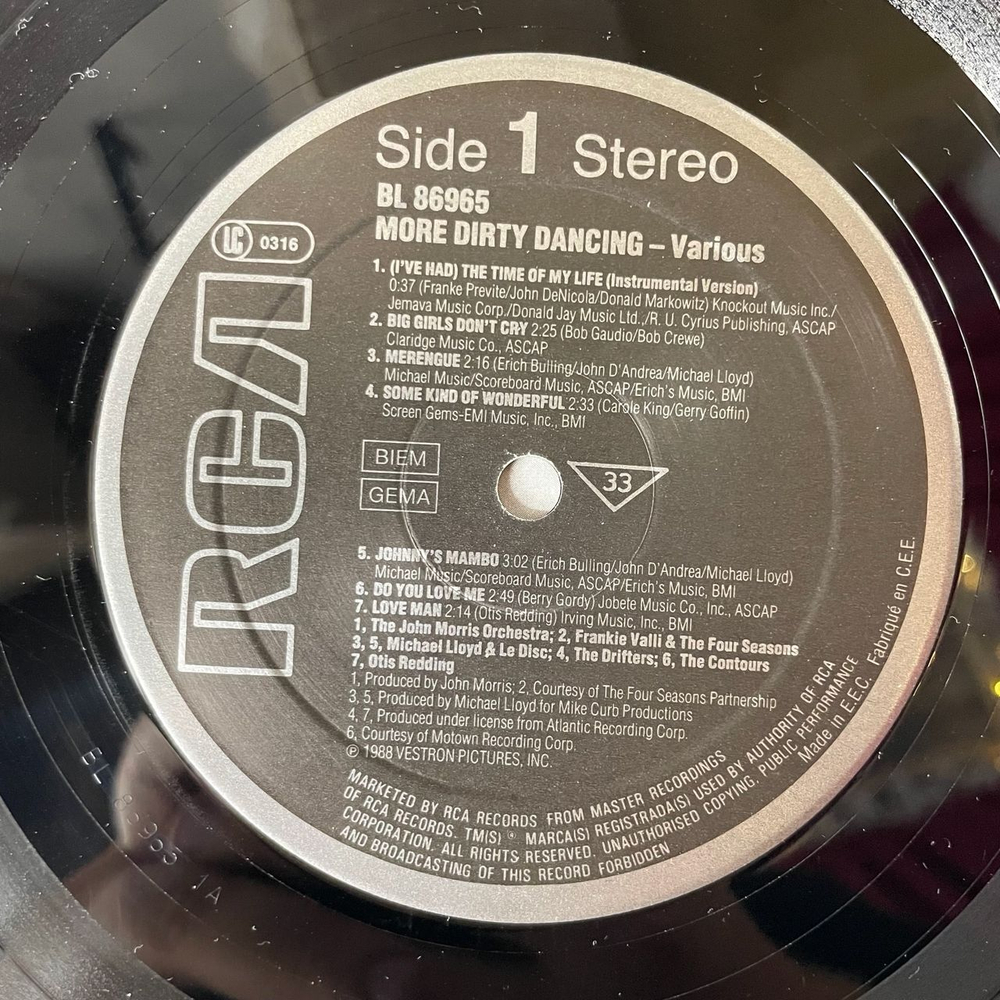 Side 1 Stereo
BL 86965
MORE DIRTY DANCING – Various
LC 0316
RCA
1. (I'VE HAD) THE TIME OF MY LIFE (Instrumental Version)
0:37 (Franke Previte/John DeNicola/Donald Markowitz) Knockout Music Inc./
Jemava Music Corp./Donald Jay Music Ltd./R. U. Cyrius Publishing, ASCAP
2. BIG GIRLS DON'T CRY 2:25 (Bob Gaudio/Bob Crewe)
Claridge Music Co., ASCAP
3. MERENGUE 2:16 (Erich Bulling/John D'Andrea/Michael Lloyd)
Michael Music/Scoreboard Music, ASCAP/Erich's Music, BMI
4. SOME KIND OF WONDERFUL 2:33 (Carole King/Gerry Goffin)
Screen Gems-EMI Music, Inc., BMI
BIEM
GEMA
33
5. JOHNNY'S MAMBO 3:02 (Erich Bulling/John D'Andrea/Michael Lloyd)
Michael Music/Scoreboard Music, ASCAP/Erich's Music, BMI
6. DO YOU LOVE ME 2:49 (Berry Gordy) Jobete Music Co., Inc., ASCAP
7. LOVE MAN 2:14 (Otis Redding) Irving Music, Inc., BMI
1, The John Morris Orchestra; 2, Frankie Valli & The Four Seasons
3, 5, Michael Lloyd & Le Disc; 4, The Drifters; 6, The Contours
7, Otis Redding
1, Produced by John Morris; 2, Courtesy of The Four Seasons Partnership
3, 5, Produced by Michael Lloyd for Mike Curb Productions
4, 7, Produced under license from Atlantic Recording Corp.
6, Courtesy of Motown Recording Corp.
℗ 1988 VESTRON PICTURES, INC.
MARKETED BY RCA RECORDS FROM MASTER RECORDINGS
OF RCA RECORDS. TM(S) ® MARCA(S) REGISTRADA(S) USED BY AUTHORITY OF RCA
CORPORATION. ALL RIGHTS RESERVED. UNAUTHORISED COPYING, PUBLIC PERFORMANCE
AND BROADCASTING OF THIS RECORD FORBIDDEN
Made in E.E.C. Fabriqué en C.E.E.
1A